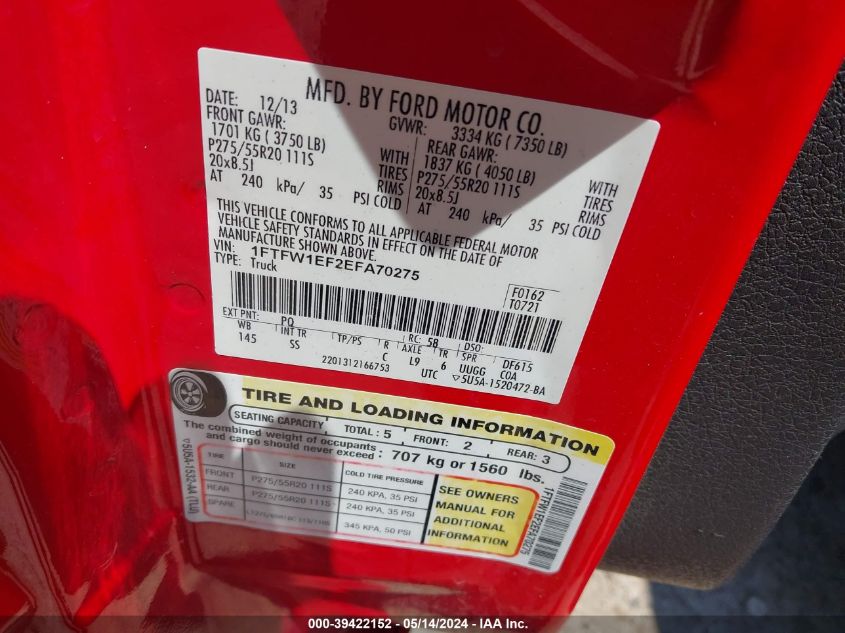 MFD. BY FORD MOTOR CO.
DATE: 12/13
GVWR: 3334 KG ( 7350 LB)
FRONT GAWR:
1701 KG ( 3750 LB)
P275/55R20 111S
20x8.5J
AT 240 kPa/ 35 PSI COLD
WITH
TIRES
RIMS
REAR GAWR:
1837 KG ( 4050 LB)
P275/55R20 111S
20x8.5J
AT 240 kPa/ 35 PSI COLD
WITH
TIRES
RIMS
THIS VEHICLE CONFORMS TO ALL APPLICABLE FEDERAL MOTOR
VEHICLE SAFETY STANDARDS IN EFFECT ON THE DATE OF
MANUFACTURE SHOWN ABOVE.
VIN: 1FTFW1EF2EFA70275
TYPE: Truck
F0162
T0721
EXT PNT: PQ RC: 58 DSO:
WB INT TR TP/PS R AXLE TR SPR DF615
145 SS C L9 6 UUGG COA
2201312166753 UTC ▽5U5A-1520472-BA
TIRE AND LOADING INFORMATION
SEATING CAPACITY TOTAL : 5 FRONT: 2 REAR: 3
The combined weight of occupants
and cargo should never exceed : 707 kg or 1560 lbs.
TIRE SIZE COLD TIRE PRESSURE
FRONT P275/55R20 111S 240 KPA, 35 PSI
REAR P275/55R20 111S 240 KPA, 35 PSI
SPARE 345 KPA, 50 PSI
SEE OWNERS
MANUAL FOR
ADDITIONAL
INFORMATION
1FTFW1EF2EFA70275
000-39422152 - 05/14/2024 - IAA Inc.